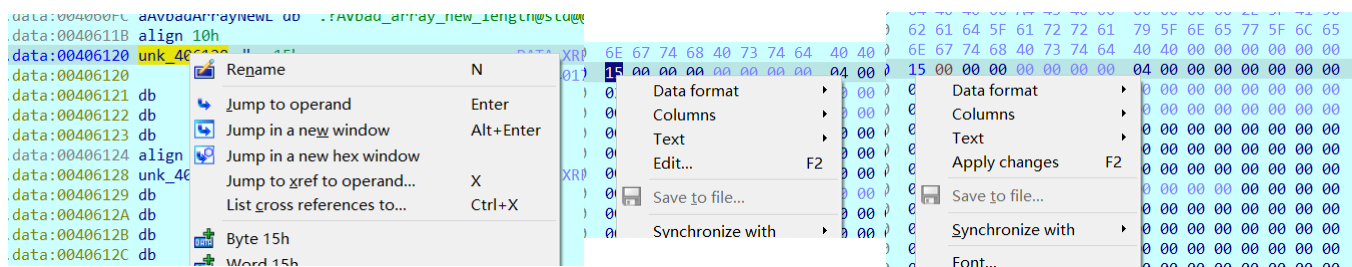 .data:004060FC aAvbadArrayNewL db '.?AVbad_array_new_length@std@@
.data:0040611B align 10h
.data:00406120 unk_406120 db 15h
.data:00406120
.data:00406121 db
.data:00406122 db
.data:00406123 db
.data:00406124 align
.data:00406128 unk_40
.data:00406129 db
.data:0040612A db
.data:0040612B db
.data:0040612C db
Rename N
Jump to operand Enter
Jump in a new window Alt+Enter
Jump in a new hex window
Jump to xref to operand... X
List cross references to... Ctrl+X
Byte 15h
Word 15h
6E 67 74 68 40 73 74 64 40 40
15 00 00 00 00 00 00 00 04 00
Data format
Columns
Text
Edit... F2
Save to file...
Synchronize with
62 61 64 5F 61 72 72 61 79 5F 6E 65 77 5F 6C 65
6E 67 74 68 40 73 74 64 40 40 00 00 00 00 00 00
15 00 00 00 00 00 00 00 04 00 00 00 00 00 00 00
Data format
Columns
Text
Apply changes F2
Save to file...
Synchronize with
Font...